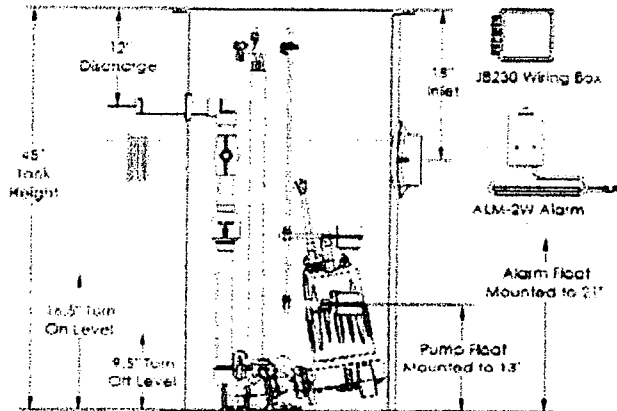 12"
Discharge
18"
Inlet
JB230 Wiring Box
45"
Tank
Height
ALM-2W Alarm
16.5" Turn
On Level
9.5" Turn
Off Level
Alarm Float
Mounted to 21"
Pump Float
Mounted to 13"